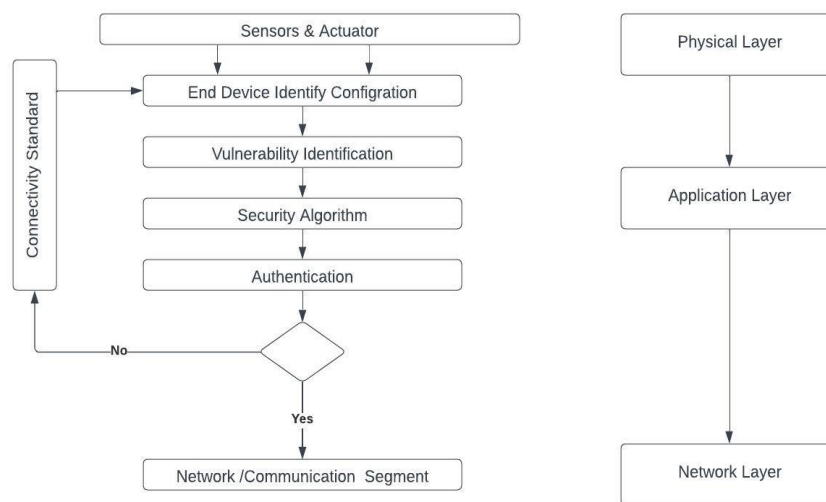 Sensors & Actuator
Physical Layer
Connectivity Standard
End Device Identify Configration
Vulnerability Identification
Security Algorithm
Application Layer
Authentication
No
Yes
Network /Communication Segment
Network Layer